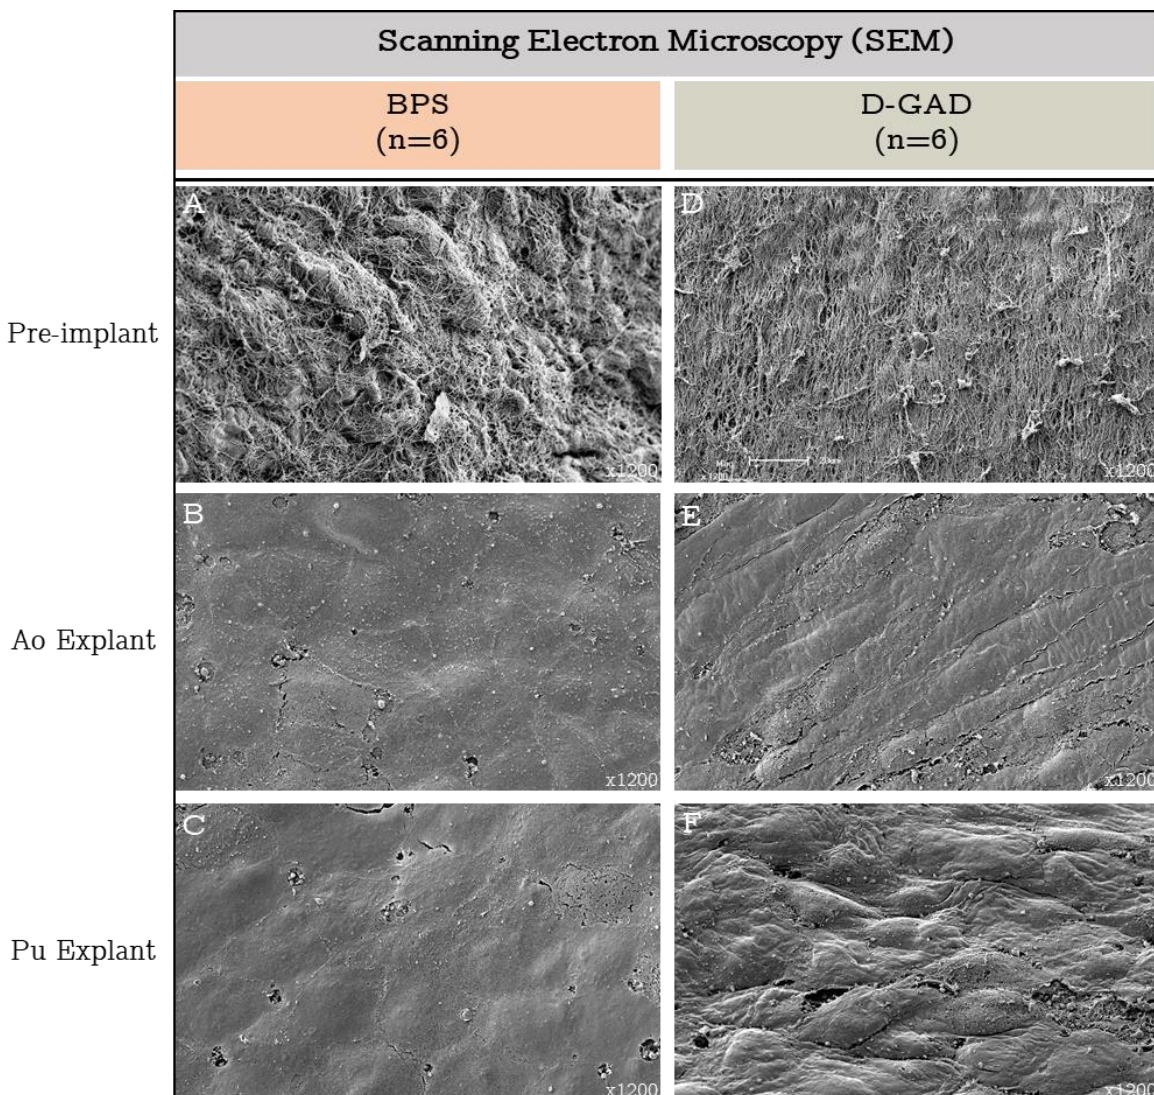 Scanning Electron Microscopy (SEM)
BPS
(n=6)
D-GAD
(n=6)
Pre-implant
A
x1200
D
x1200
Ao Explant
B
x1200
E
x1200
Pu Explant
C
x1200
F
x1200